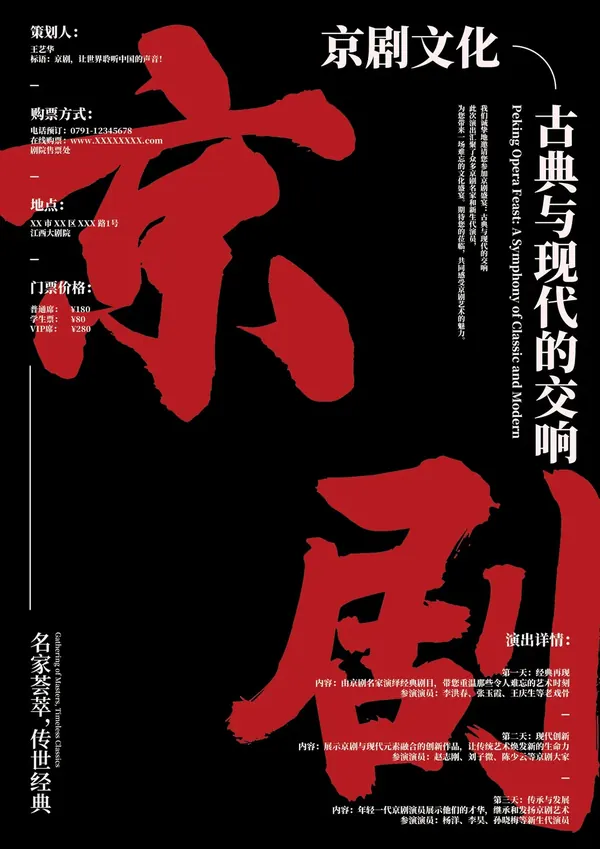 策划人：
王艺华
标语：京剧，让世界聆听中国的声音！
购票方式：
电话预订：0791-12345678
在线购票：www.XXXXXXXX.com
剧院售票处
地点：
XX 市 XX 区 XXX 路1号
江西大剧院
门票价格：
普通席： ¥180
学生票： ¥80
VIP席： ¥280
京剧文化
古典与现代的交响
Peking Opera Feast: A Symphony of Classic and Modern
我们诚挚地邀请您参加京剧盛宴：古典与现代的交响
此次演出汇聚了众多京剧名家和新生代演员，
为您带来一场难忘的文化盛宴。期待您的莅临，共同感受京剧艺术的魅力。
京
剧
名家荟萃，传世经典
Gathering of Masters, Timeless Classics
演出详情：
第一天：经典再现
内容：由京剧名家演绎经典剧目，带您重温那些令人难忘的艺术时刻
参演演员：李洪春、张玉霞、王庆生等老戏骨
第二天：现代创新
内容：展示京剧与现代元素融合的创新作品，让传统艺术焕发新的生命力
参演演员：赵志刚、刘子微、陈少云等京剧大家
第三天：传承与发展
内容：年轻一代京剧演员展示他们的才华，继承和发扬京剧艺术
参演演员：杨洋、李昊、孙晓梅等新生代演员